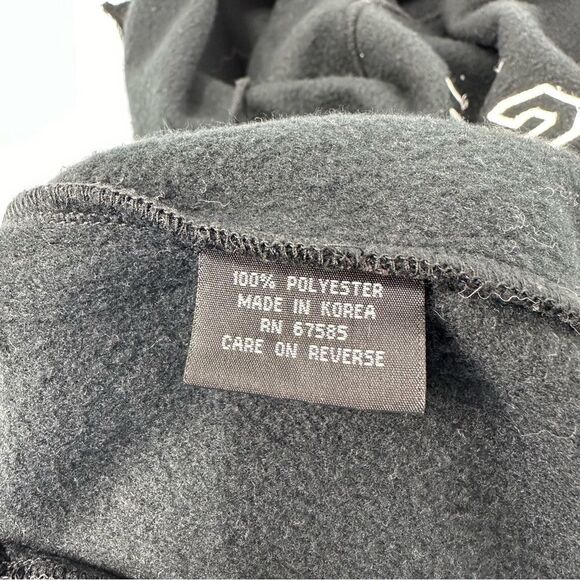 100% POLYESTER
MADE IN KOREA
RN 67585
CARE ON REVERSE